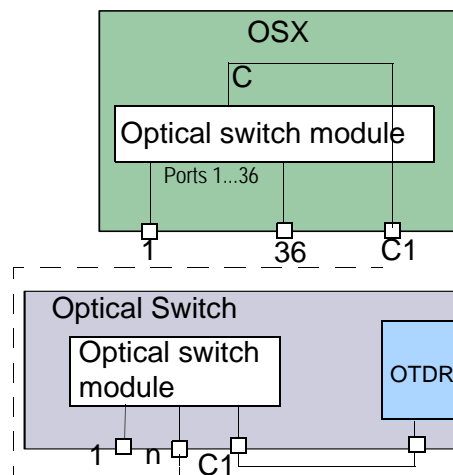 OSX
C
Optical switch module
Ports 1...36
1
36
C1
Optical Switch
Optical switch
module
OTDR
1
n
C1